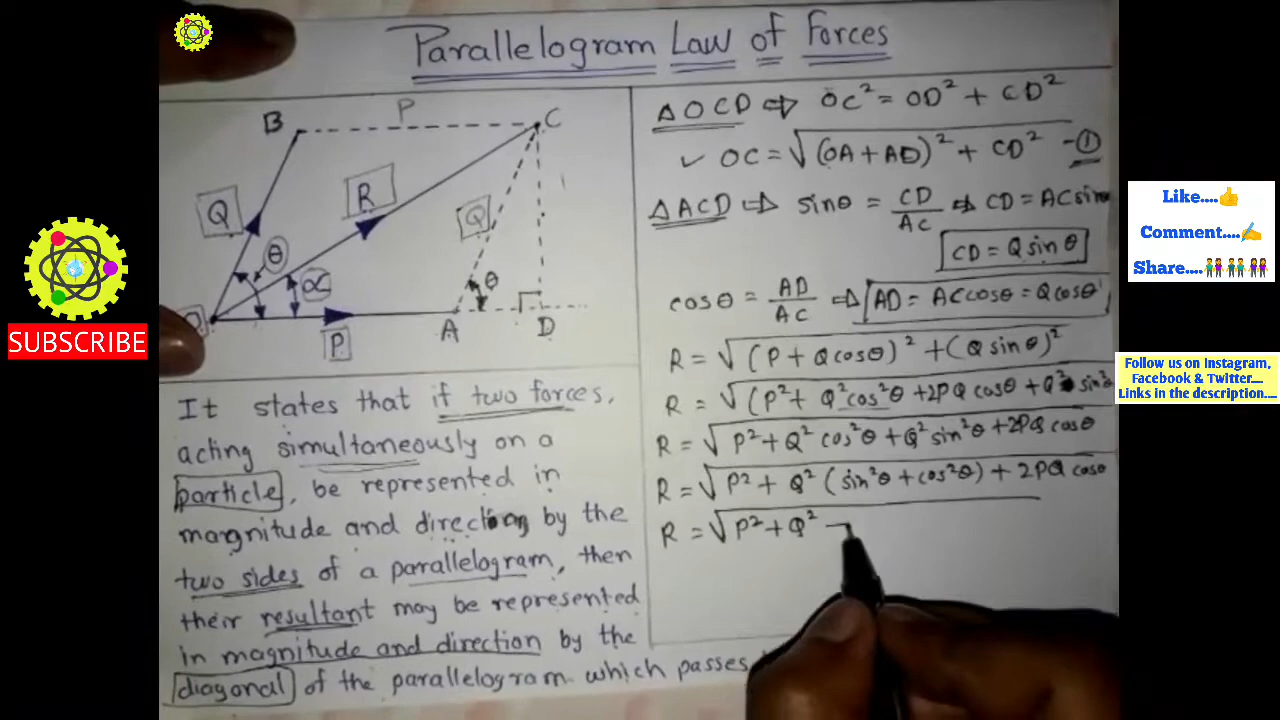 Parallelogram Law of Forces
B
P
C
Q
R
Q
θ
α
θ
P
A
D
It states that if two forces,
acting simultaneously on a
particle, be represented in
magnitude and direction by the
two sides of a parallelogram, then
their resultant may be represented
in magnitude and direction by the
diagonal of the parallelogram which passes
ΔOCD ⇒ OC² = OD² + CD²
✓ OC = √(OA + AD)² + CD² - ①
ΔACD ⇒ sinθ = CD/AC ⇒ CD = AC sinθ
CD = Q sin θ
cosθ = AD/AC ⇒ AD = AC cosθ = Q cosθ
R = √(P + Q cosθ)² + (Q sinθ)²
R = √(P² + Q² cos²θ + 2PQ cosθ + Q² sin²θ
R = √P² + Q² cos²θ + Q² sin²θ + 2PQ cosθ
R = √P² + Q² (sin²θ + cos²θ) + 2PQ cosθ
R = √P² + Q² -
SUBSCRIBE
Like....👍
Comment....✍
Share....👫👬👭
Follow us on Instagram,
Facebook & Twitter....
Links in the description....